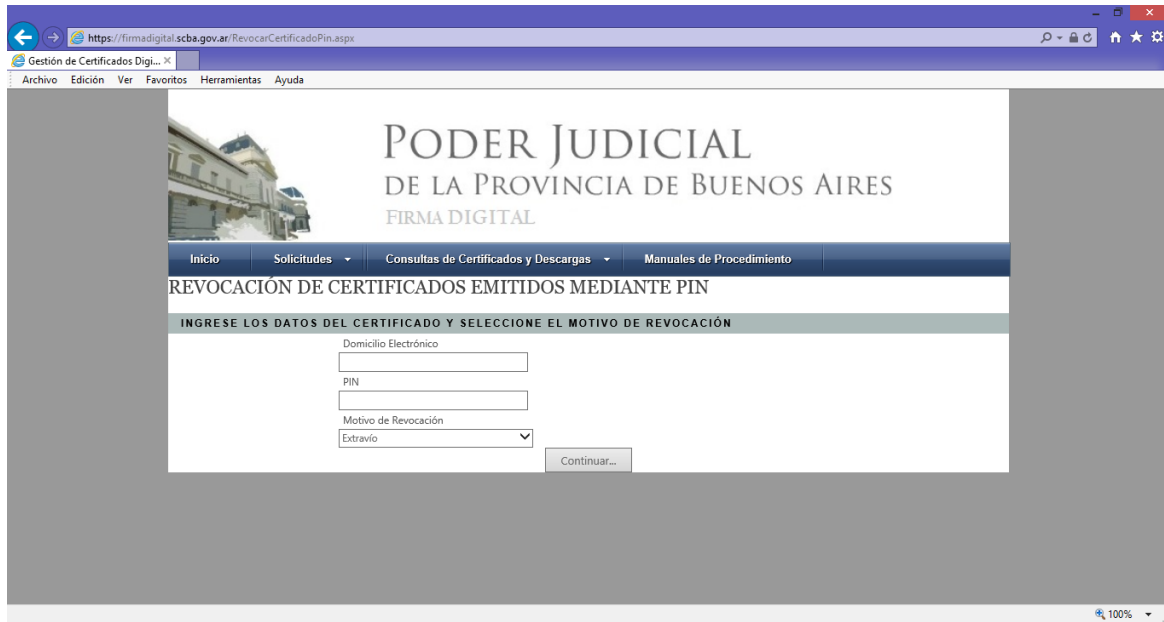 https://firmadigital.scba.gov.ar/RevocarCertificadoPin.aspx
Gestión de Certificados Digi...
Archivo Edición Ver Favoritos Herramientas Ayuda
PODER JUDICIAL
DE LA PROVINCIA DE BUENOS AIRES
FIRMA DIGITAL
Inicio Solicitudes Consultas de Certificados y Descargas Manuales de Procedimiento
REVOCACIÓN DE CERTIFICADOS EMITIDOS MEDIANTE PIN
INGRESE LOS DATOS DEL CERTIFICADO Y SELECCIONE EL MOTIVO DE REVOCACIÓN
Domicilio Electrónico
PIN
Motivo de Revocación
Extravío
Continuar...
100%